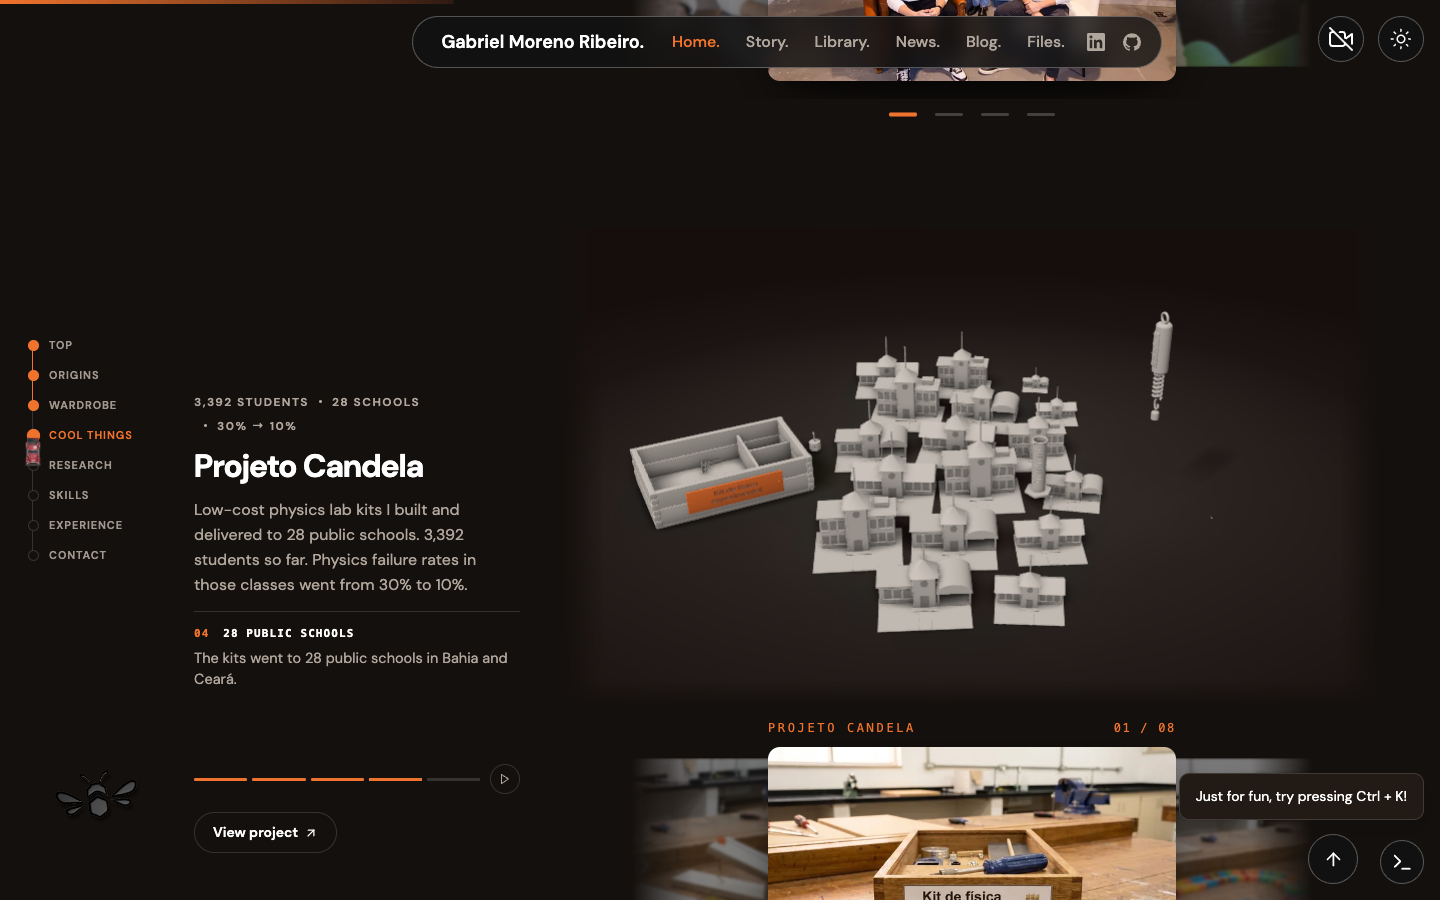 Gabriel Moreno Ribeiro.
Home.
Story.
Library.
News.
Blog.
Files.
TOP
ORIGINS
WARDROBE
COOL THINGS
RESEARCH
SKILLS
EXPERIENCE
CONTACT
3,392 STUDENTS • 28 SCHOOLS
• 30% → 10%
Projeto Candela
Low-cost physics lab kits I built and
delivered to 28 public schools. 3,392
students so far. Physics failure rates in
those classes went from 30% to 10%.
04 28 PUBLIC SCHOOLS
The kits went to 28 public schools in Bahia and
Ceará.
View project ↗
PROJETO CANDELA
01 / 08
Kit de física
Just for fun, try pressing Ctrl + K!